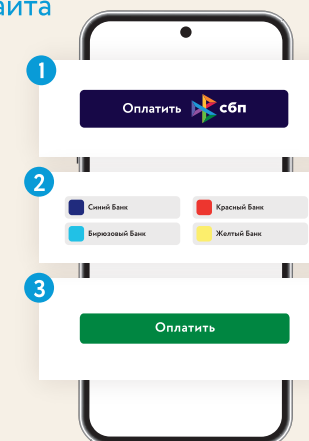 айта
1
Оплатить сбп
2
Синий Банк
Красный Банк
Бирюзовый Банк
Желтый Банк
3
Оплатить